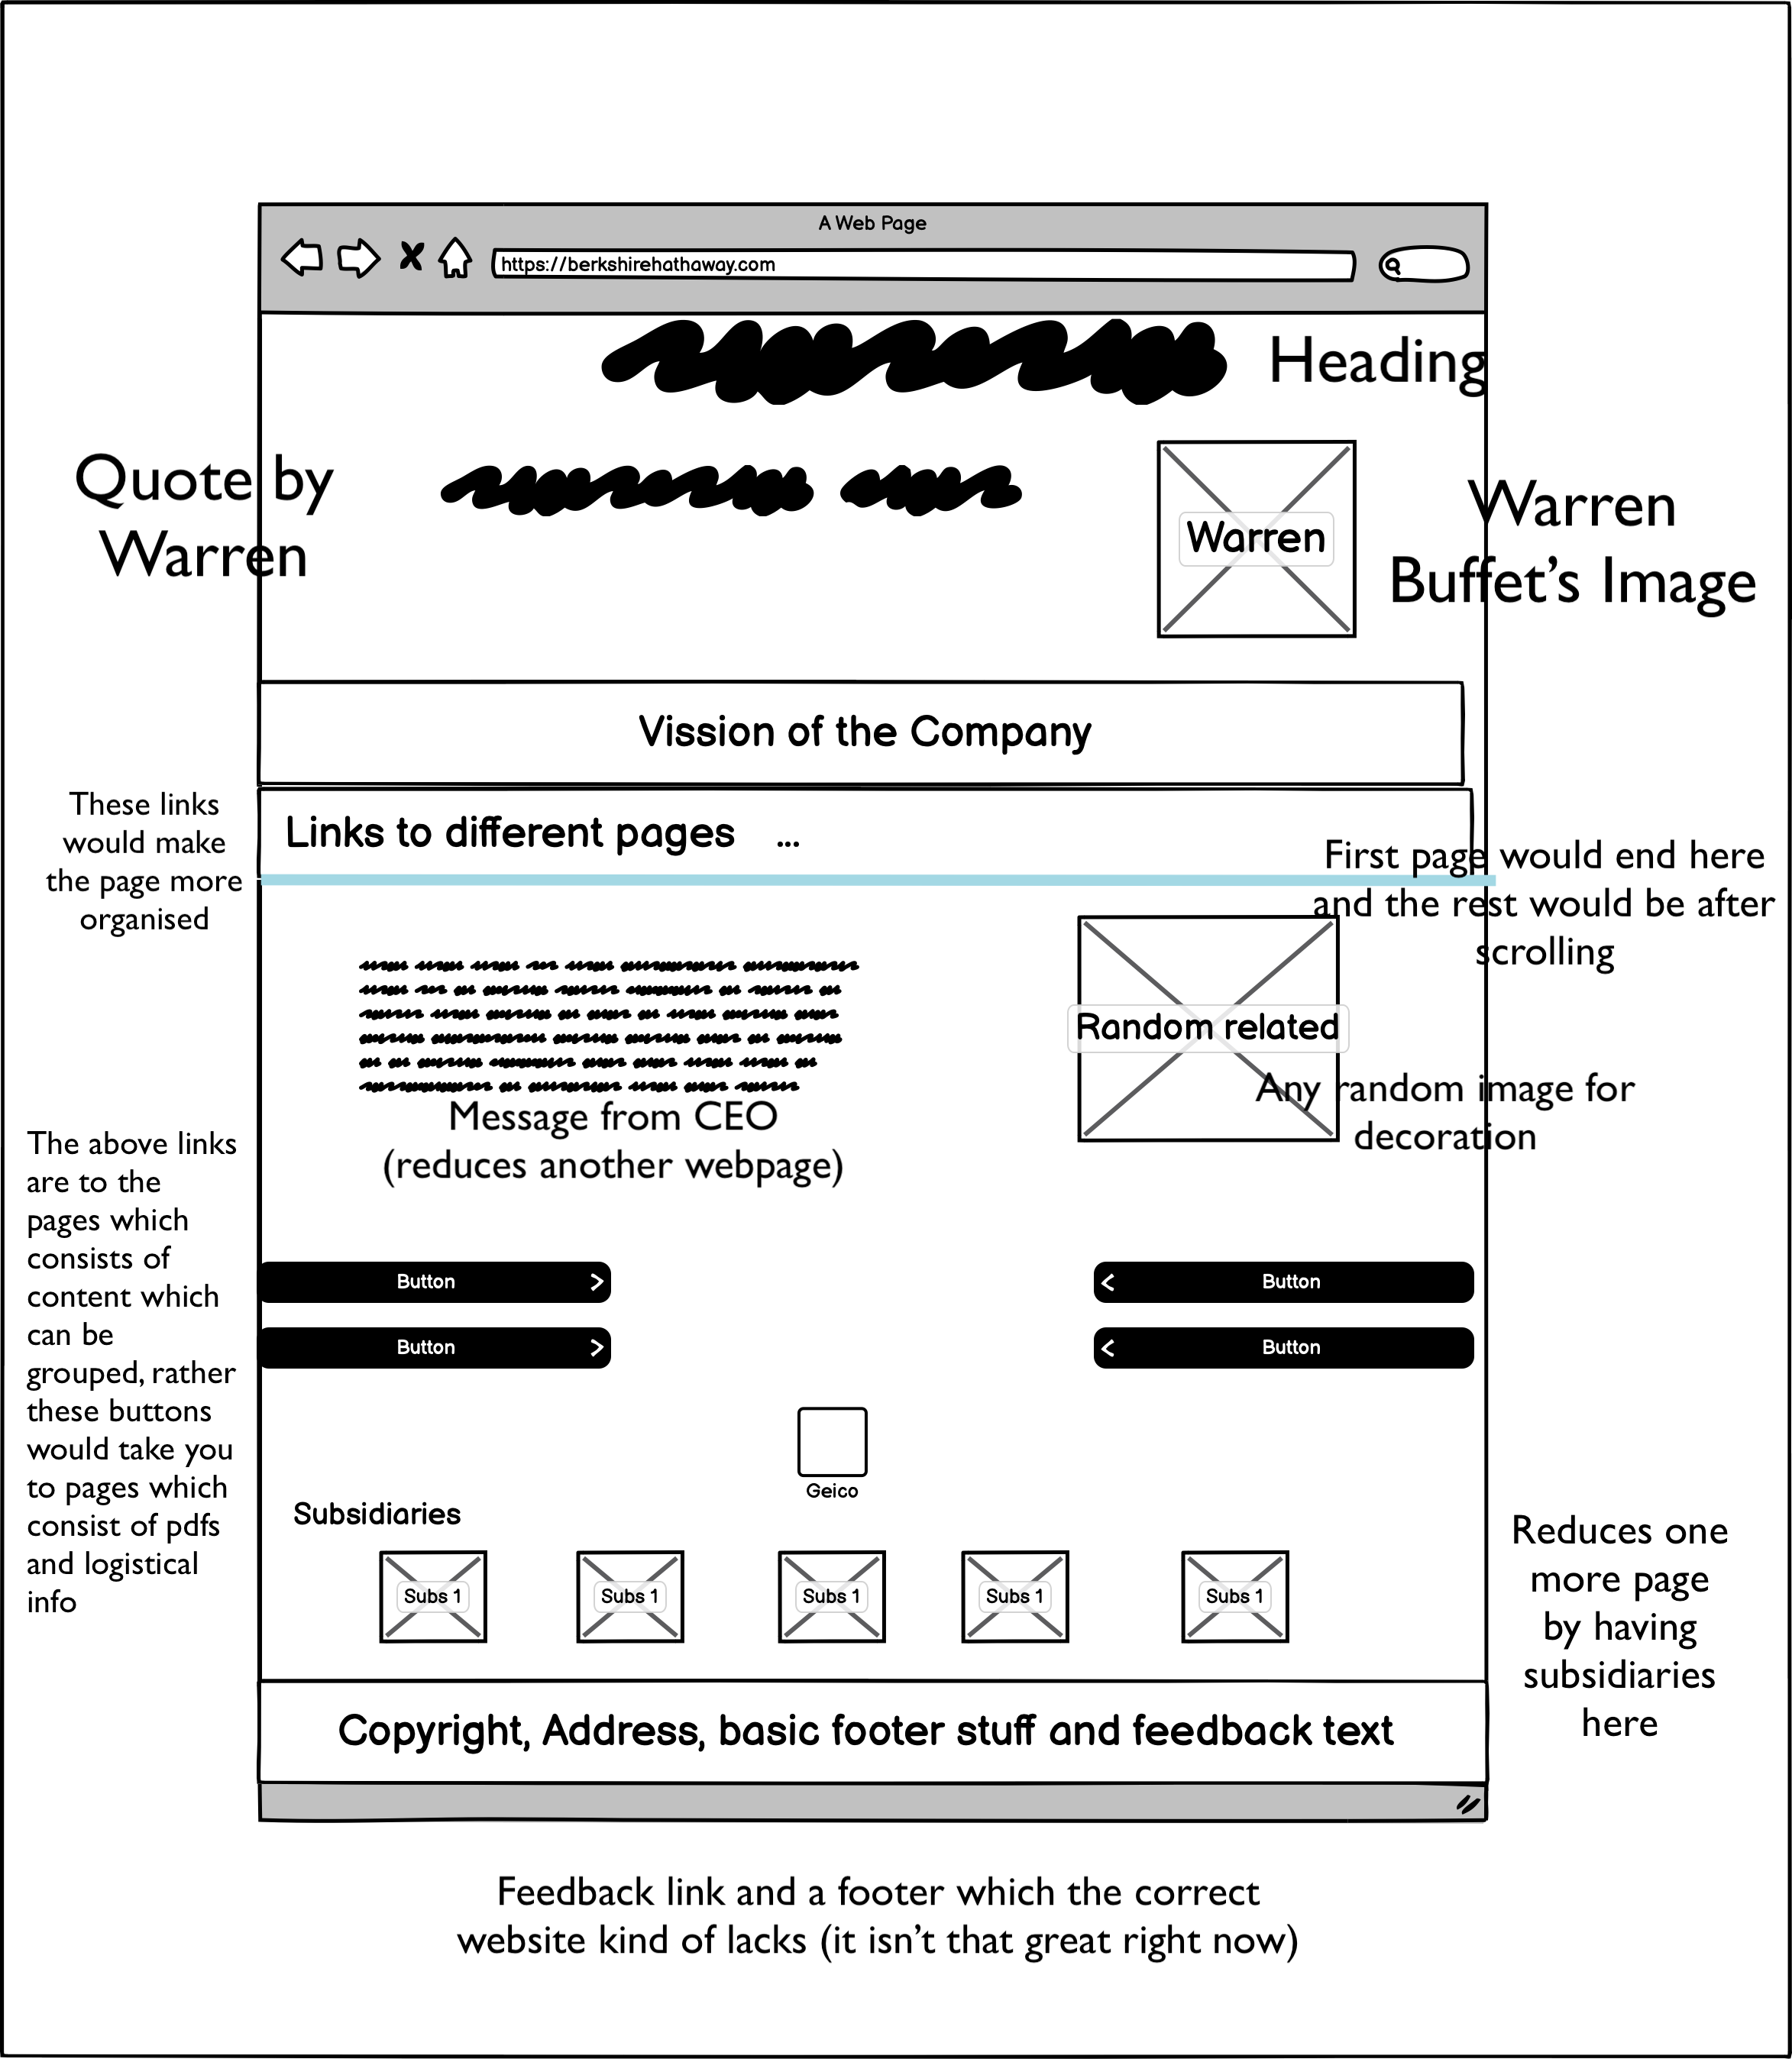 A Web Page
https://berkshirehathaway.com
Heading
Quote by
Warren
Warren
Warren
Buffet's Image
Vission of the Company
These links
would make
the page more
organised
Links to different pages ...
First page would end here
and the rest would be after
scrolling
Random related
Any random image for
decoration
Message from CEO
(reduces another webpage)
The above links
are to the
pages which
consists of
content which
can be
grouped, rather
these buttons
would take you
to pages which
consist of pdfs
and logistical
info
Button >
< Button
Button >
< Button
Geico
Subsidiaries
Subs 1
Subs 1
Subs 1
Subs 1
Subs 1
Reduces one
more page
by having
subsidiaries
here
Copyright, Address, basic footer stuff and feedback text
Feedback link and a footer which the correct
website kind of lacks (it isn't that great right now)